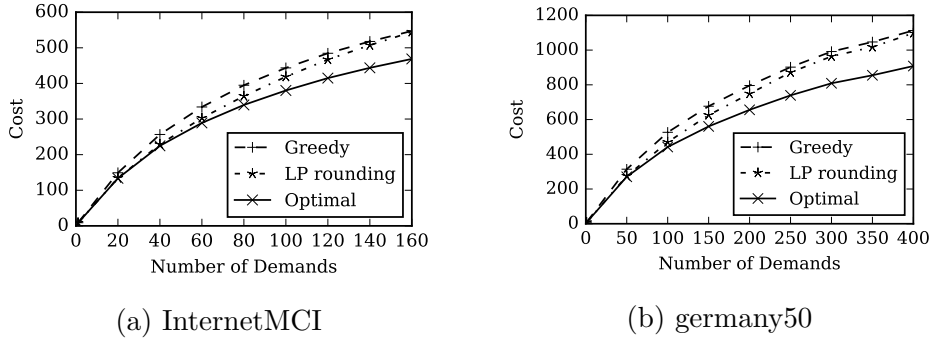 600
500
400
300
200
100
0
Cost
Greedy
LP rounding
Optimal
0 20 40 60 80 100 120 140 160
Number of Demands
(a) InternetMCI
1200
1000
800
600
400
200
0
Cost
Greedy
LP rounding
Optimal
0 50 100 150 200 250 300 350 400
Number of Demands
(b) germany50